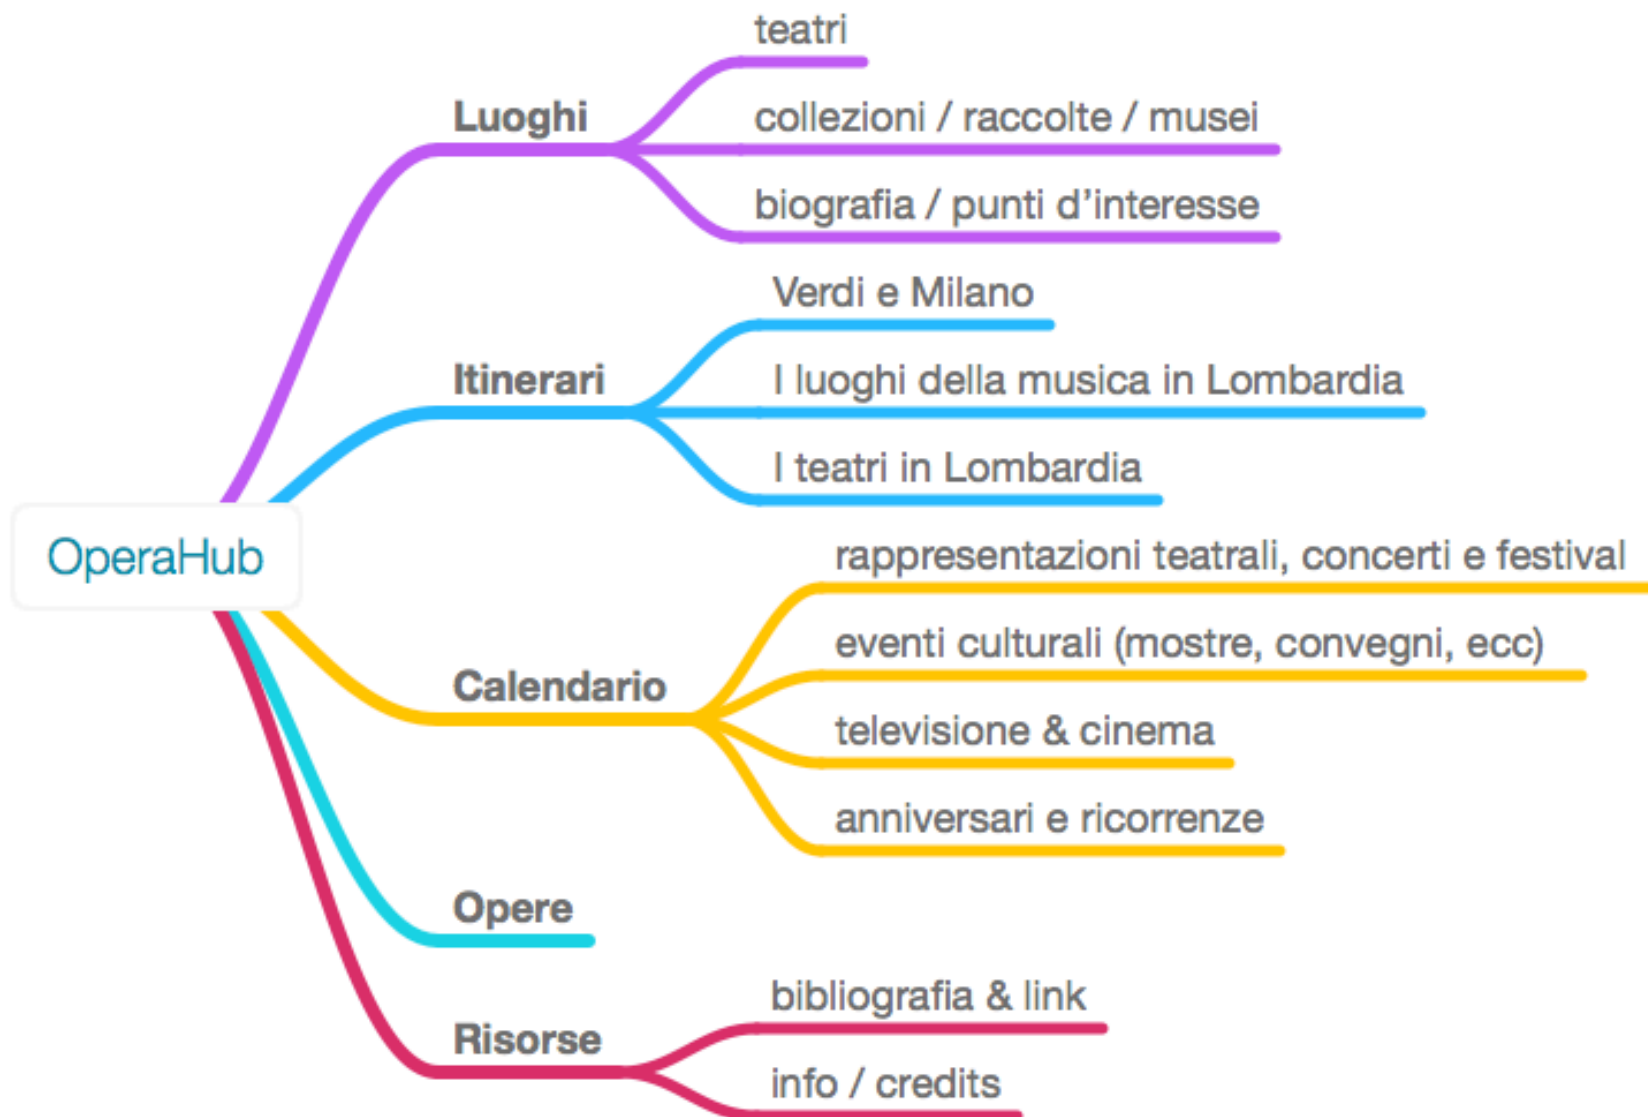 teatri
Luoghi
collezioni / raccolte / musei
biografia / punti d'interesse
Verdi e Milano
Itinerari
I luoghi della musica in Lombardia
I teatri in Lombardia
OperaHub
rappresentazioni teatrali, concerti e festival
eventi culturali (mostre, convegni, ecc)
Calendario
televisione & cinema
anniversari e ricorrenze
Opere
bibliografia & link
Risorse
info / credits